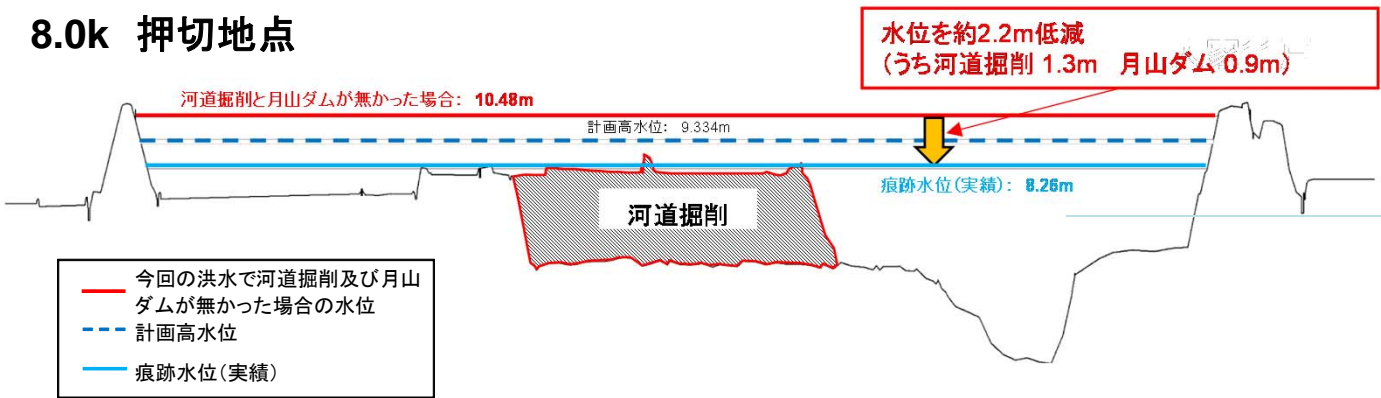 8.0k 押切地点
水位を約2.2m低減
(うち河道掘削 1.3m 月山ダム 0.9m)
河道掘削と月山ダムが無かった場合: 10.48m
計画高水位: 9.334m
痕跡水位(実績): 8.26m
河道掘削
今回の洪水で河道掘削及び月山
ダムが無かった場合の水位
計画高水位
痕跡水位(実績)